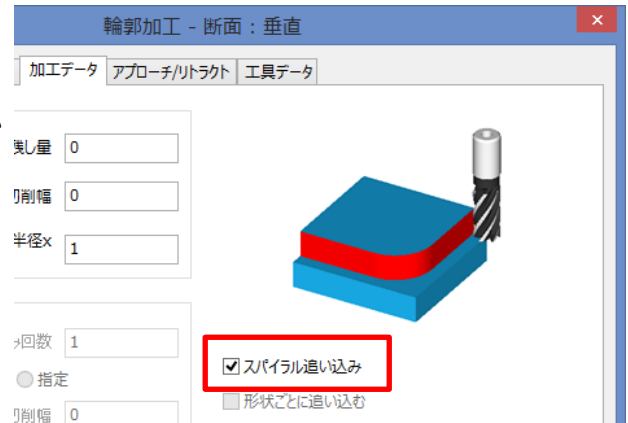 輪郭加工 - 断面：垂直
加工データ アプローチ/リトラクト 工具データ
残し量 0
切削幅 0
半径x 1
回数 1
指定
スパイラル追い込み
形状ごとに追い込む
切削幅 0